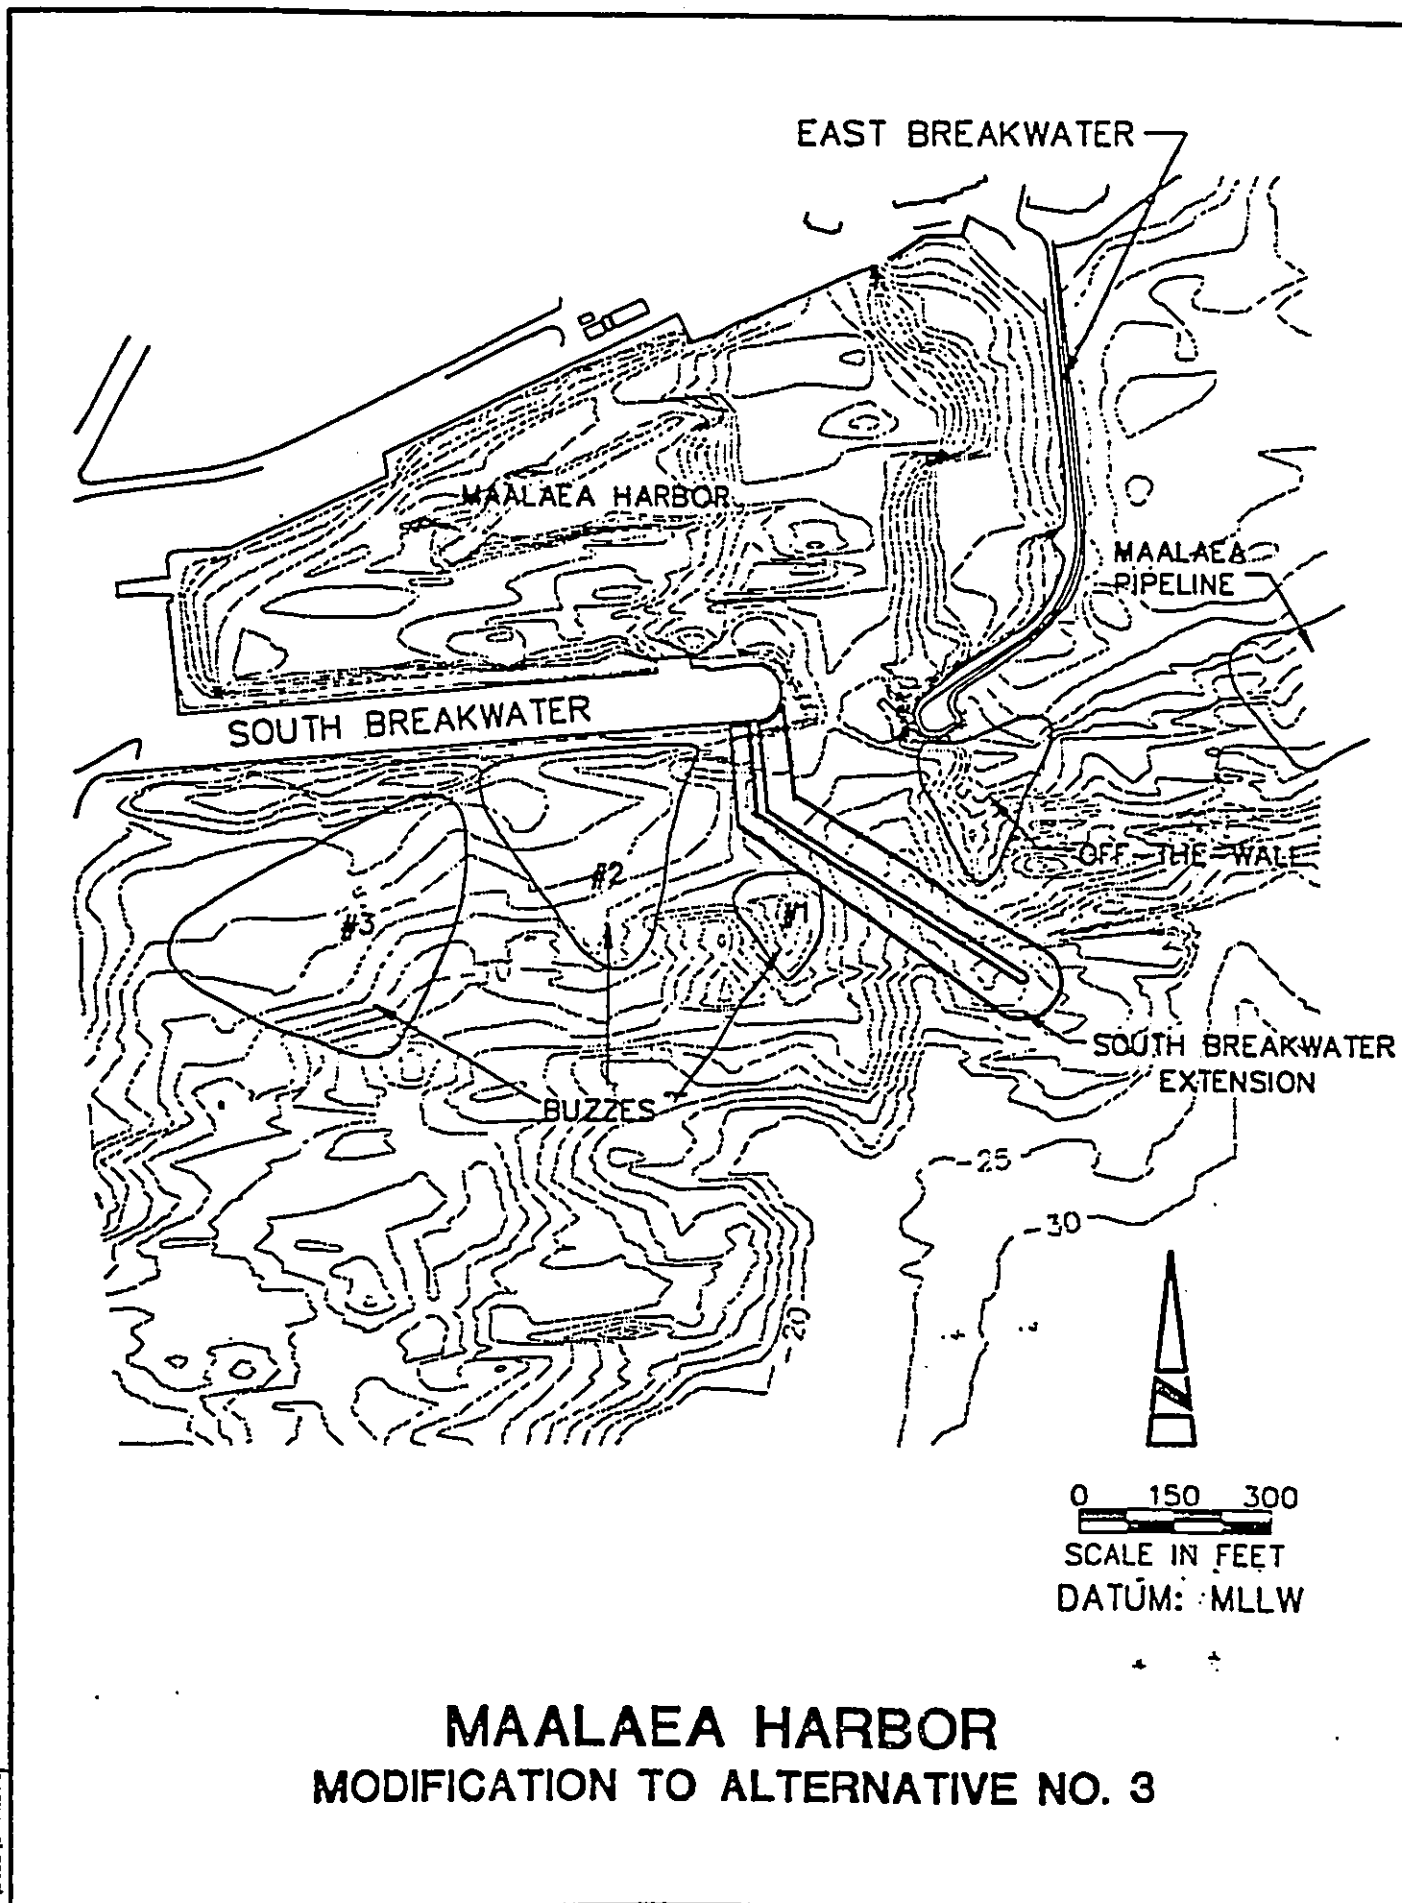 EAST BREAKWATER
MAALAEA HARBOR
MAALAEA
PIPELINE
SOUTH BREAKWATER
OFF-THE-WALL
#2
#1
#3
SOUTH BREAKWATER
EXTENSION
BUZZES
-25
-30
-20
0 150 300
SCALE IN FEET
DATUM: MLLW
MAALAEA HARBOR
MODIFICATION TO ALTERNATIVE NO. 3